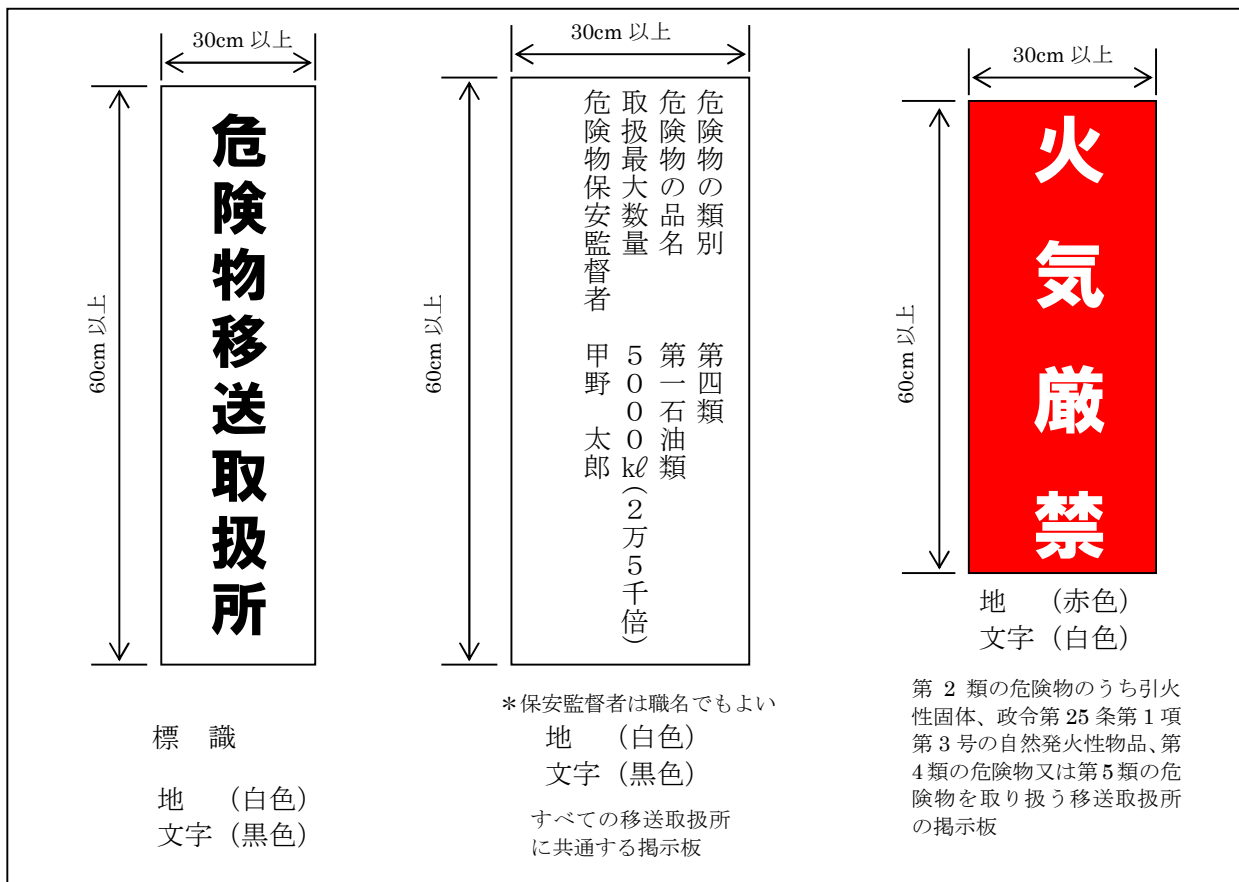 30cm 以上
60cm 以上
危険物移送取扱所
標　識
地　（白色）
文字（黒色）
30cm 以上
60cm 以上
危険物の類別　第四類
危険物の品名　第一石油類
取扱最大数量　５０００㎘（２万５千倍）
危険物保安監督者　甲野　太郎
＊保安監督者は職名でもよい
地　（白色）
文字（黒色）
すべての移送取扱所
に共通する掲示板
30cm 以上
60cm 以上
火気厳禁
地　（赤色）
文字（白色）
第 2 類の危険物のうち引火
性固体、政令第 25 条第 1 項
第 3 号の自然発火性物品、第
4 類の危険物又は第 5 類の危
険物を取り扱う移送取扱所
の掲示板